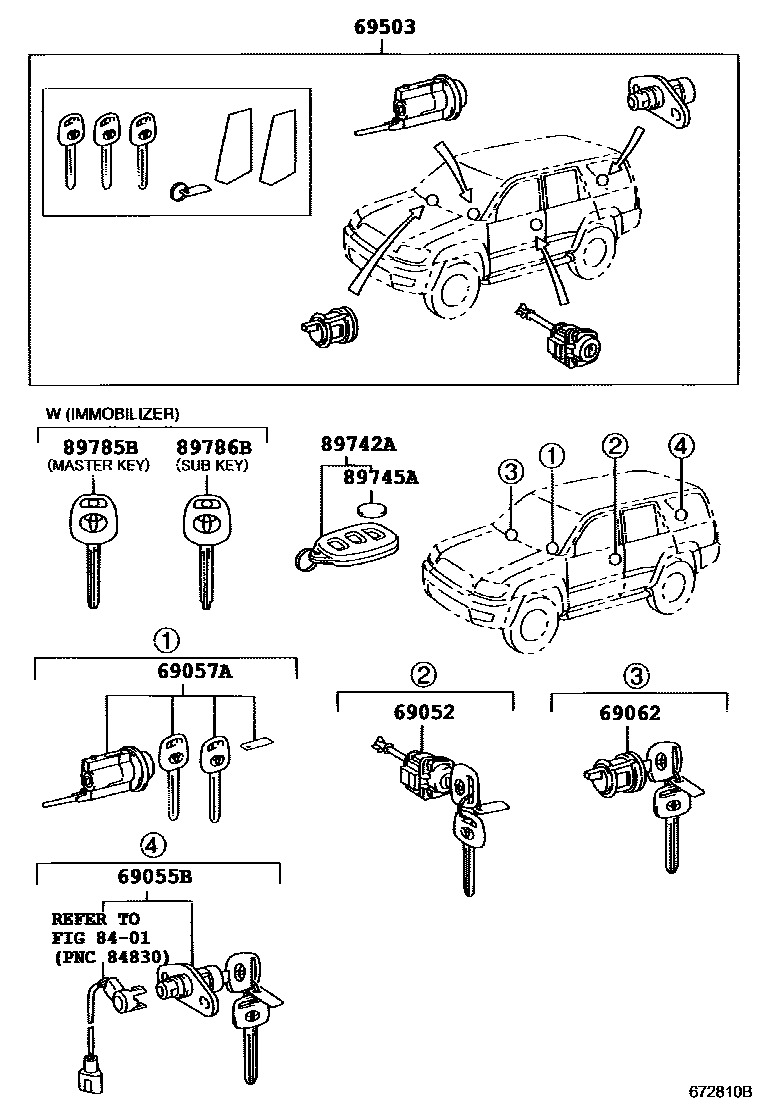 69503
W (IMMOBILIZER)
89785B
(MASTER KEY)
89786B
(SUB KEY)
89742A
89745A
③ ① ② ④
①
69057A
②
69052
③
69062
④
69055B
REFER TO
FIG 84-01
(PNC 84830)
672810B